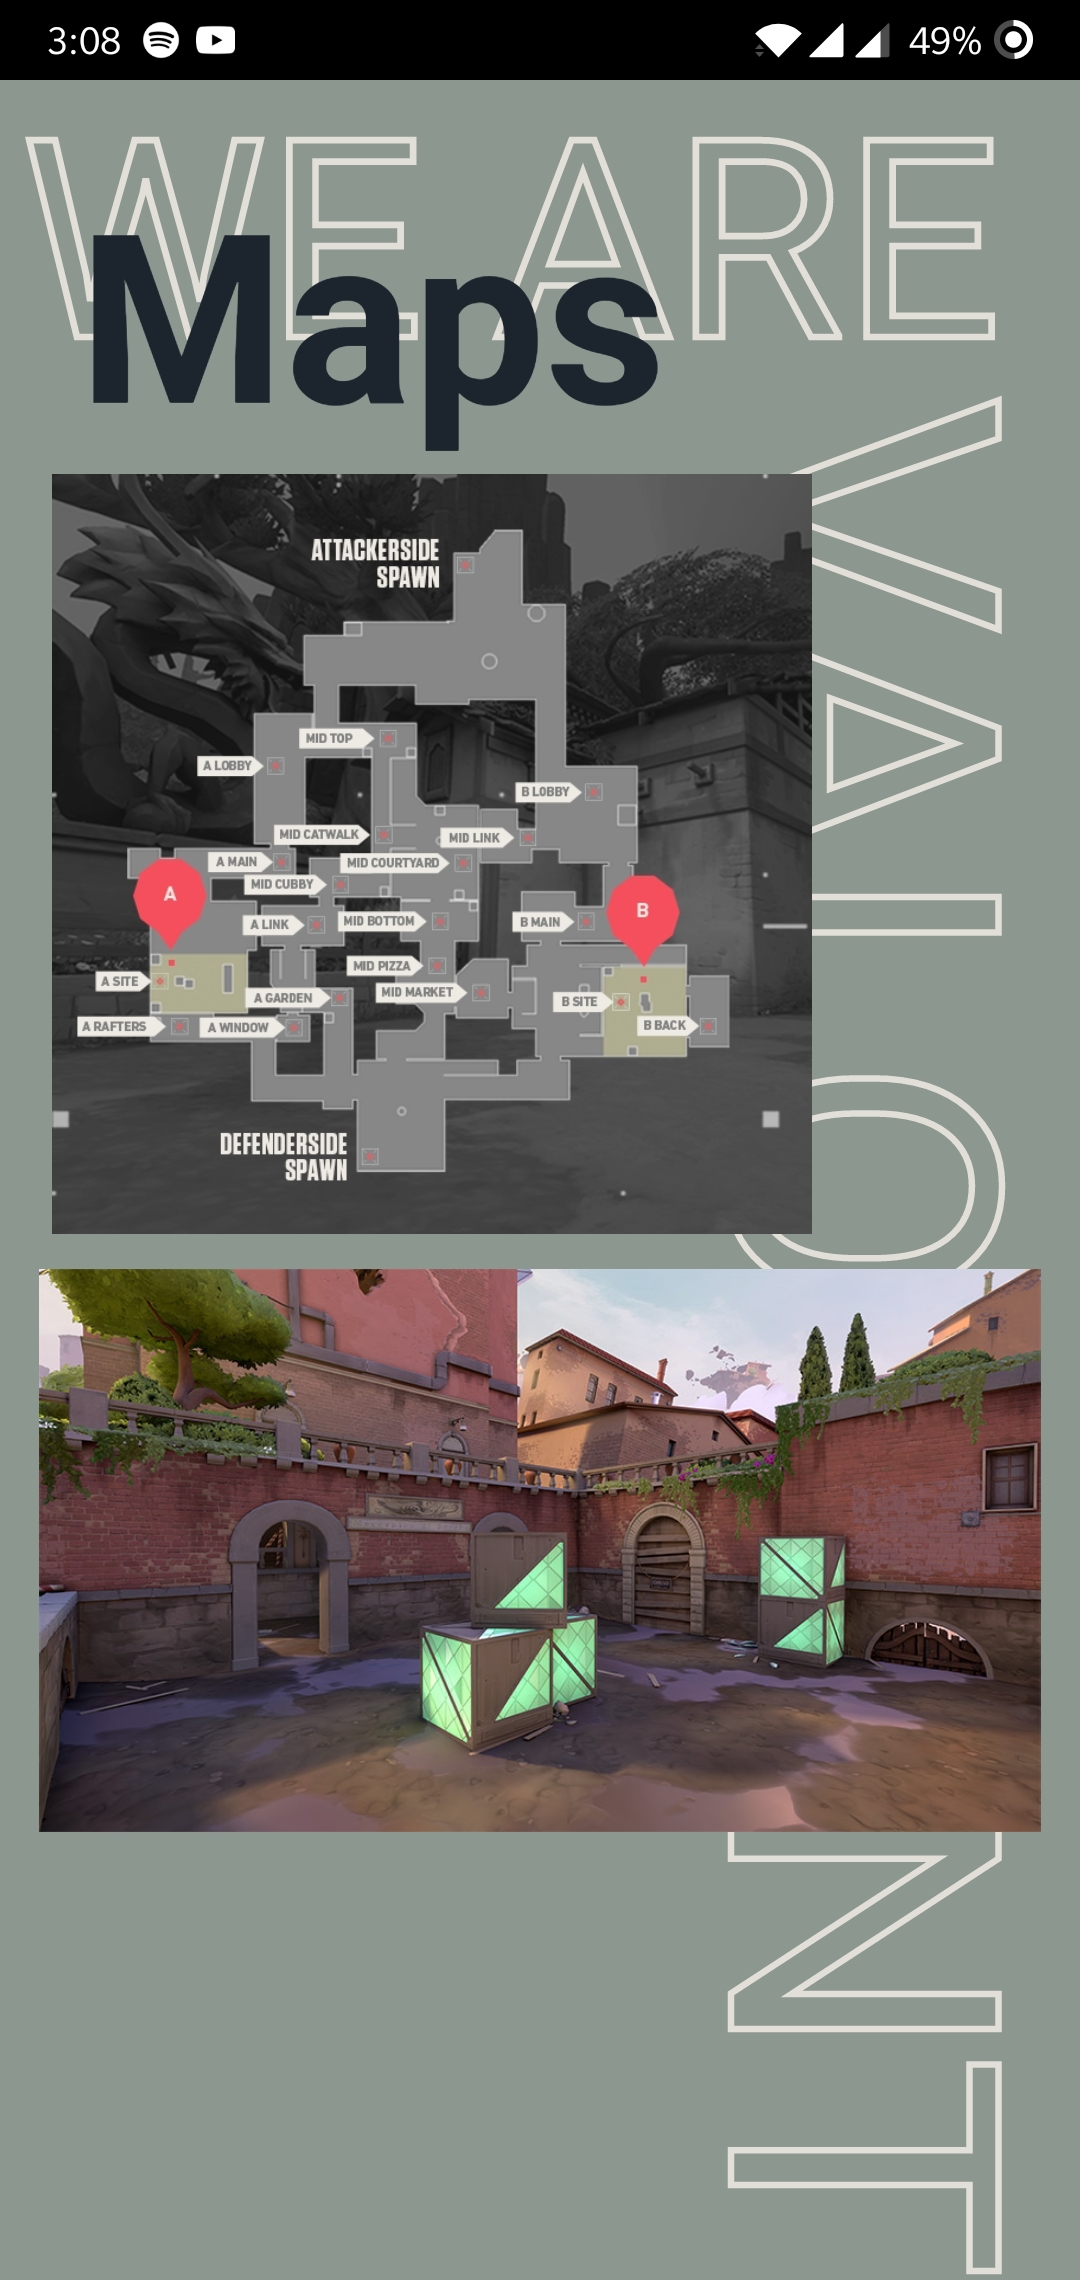 3:08
49%
WE ARE
Maps
VALORANT
ATTACKERSIDE
SPAWN
MID TOP
A LOBBY
B LOBBY
MID CATWALK
MID LINK
A MAIN
MID COURTYARD
MID CUBBY
A
B
A LINK
MID BOTTOM
B MAIN
MID PIZZA
A SITE
MID MARKET
A GARDEN
B SITE
A RAFTERS
A WINDOW
B BACK
DEFENDERSIDE
SPAWN